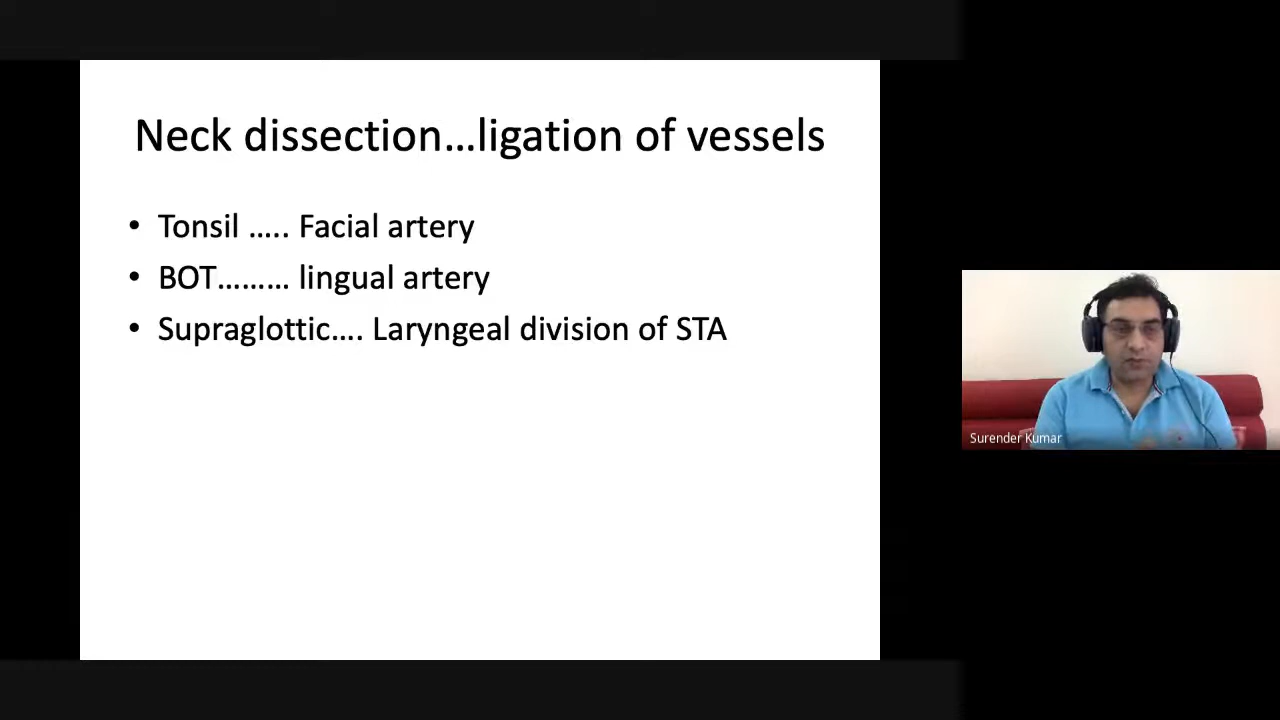 Neck dissection…ligation of vessels
• Tonsil ….. Facial artery
• BOT……… lingual artery
• Supraglottic…. Laryngeal division of STA
Surender Kumar